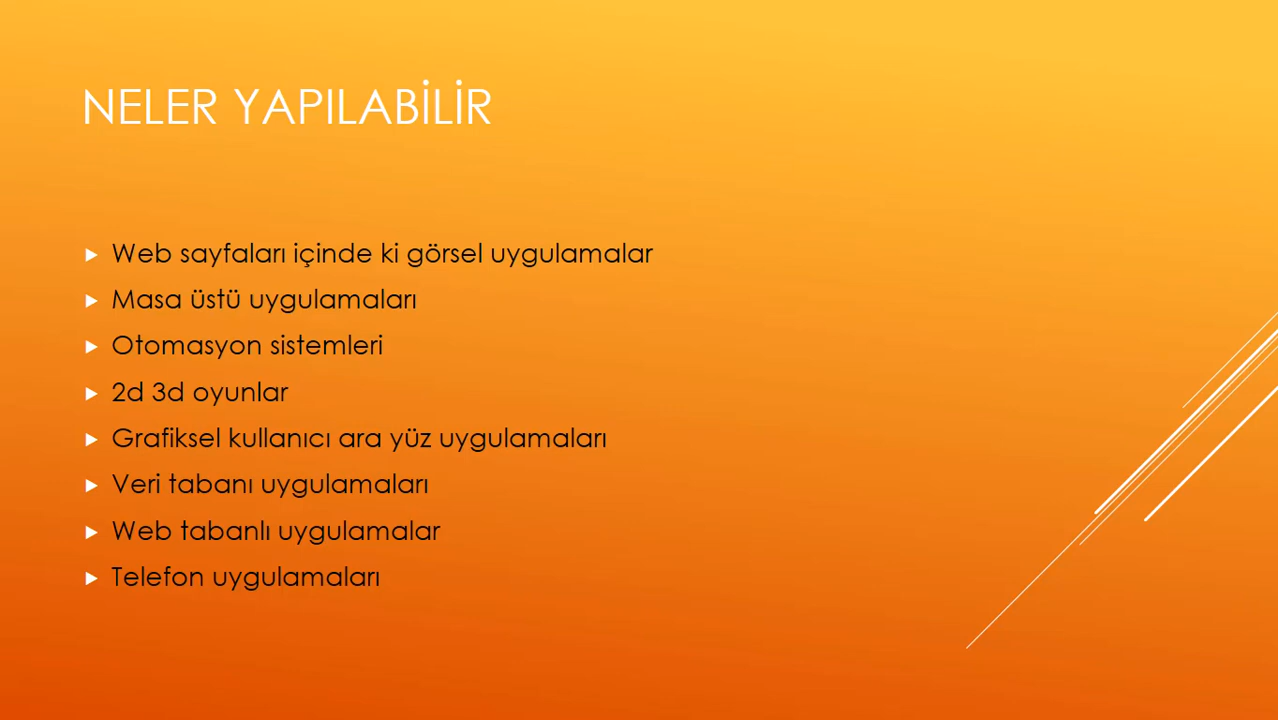 NELER YAPILABİLİR
Web sayfaları içinde ki görsel uygulamalar
Masa üstü uygulamaları
Otomasyon sistemleri
2d 3d oyunlar
Grafiksel kullanıcı ara yüz uygulamaları
Veri tabanı uygulamaları
Web tabanlı uygulamalar
Telefon uygulamaları